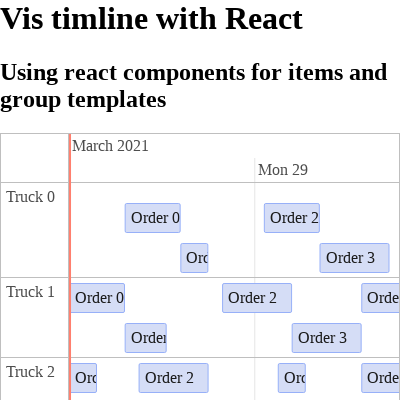 Vis timline with React
Using react components for items and
group templates
March 2021
Mon 29
Truck 0
Order 0
Order 2
Orc
Order 3
Truck 1
Order 0
Order 2
Orde
Order
Order 3
Truck 2
Orc
Order 2
Orc
Orde